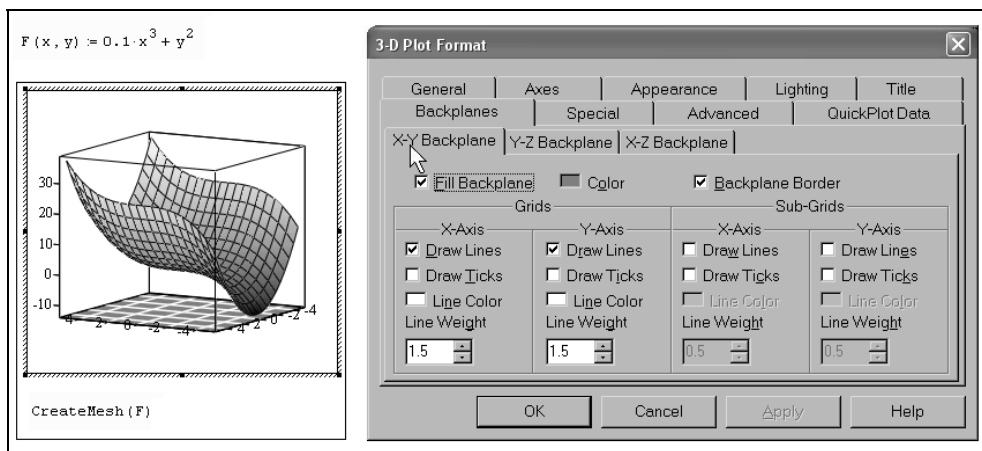 F(x,y) := 0.1·x³ + y²
30
20
10
0
-10
4 2 0 -2 -4
-4 -2 0 2 4
CreateMesh(F)
3-D Plot Format
General Axes Appearance Lighting Title
Backplanes Special Advanced QuickPlot Data
X-Y Backplane Y-Z Backplane X-Z Backplane
Fill Backplane Color Backplane Border
Grids Sub-Grids
X-Axis Y-Axis X-Axis Y-Axis
Draw Lines Draw Lines Draw Lines Draw Lines
Draw Ticks Draw Ticks Draw Ticks Draw Ticks
Line Color Line Color Line Color Line Color
Line Weight Line Weight Line Weight Line Weight
1.5 1.5 0.5 0.5
OK Cancel Apply Help